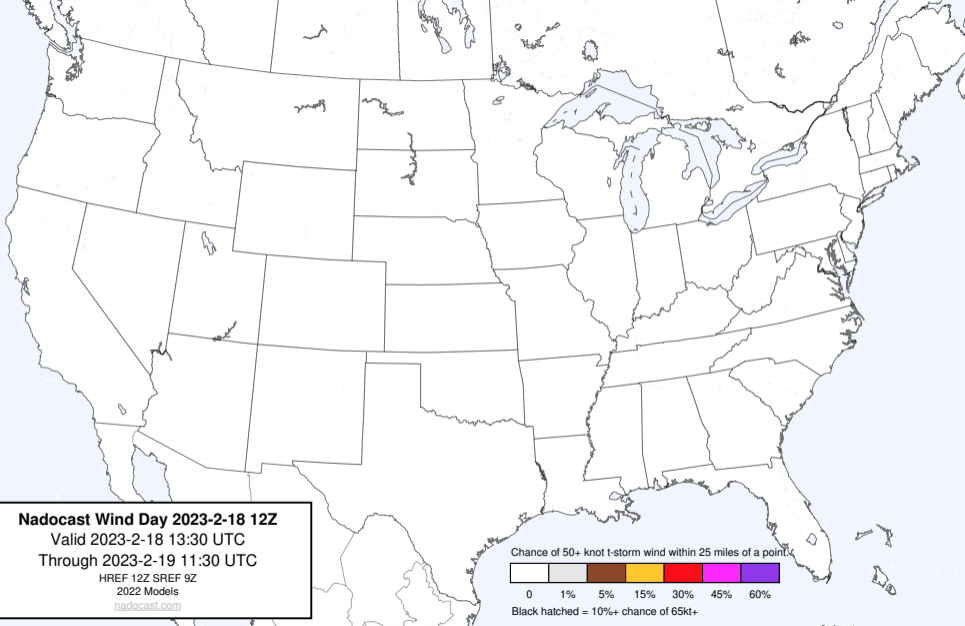 Nadocast Wind Day 2023-2-18 12Z
Valid 2023-2-18 13:30 UTC
Through 2023-2-19 11:30 UTC
HREF 12Z SREF 9Z
2022 Models
nadocast.com
Chance of 50+ knot t-storm wind within 25 miles of a point.
0 1% 5% 15% 30% 45% 60%
Black hatched = 10%+ chance of 65kt+